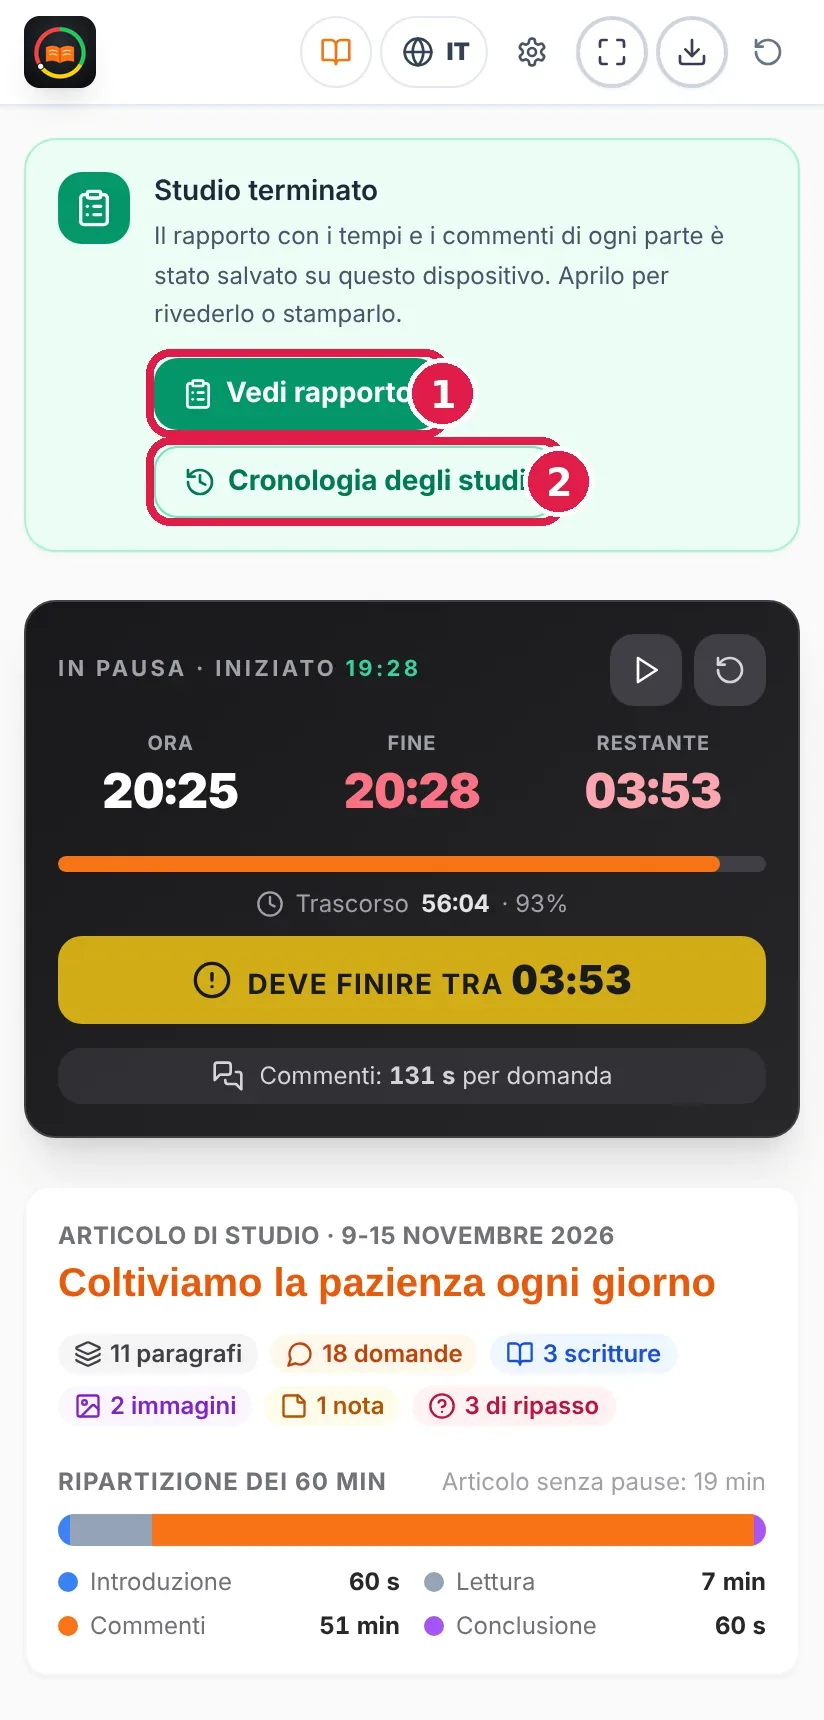 IT
Studio terminato
Il rapporto con i tempi e i commenti di ogni parte è
stato salvato su questo dispositivo. Aprilo per
rivederlo o stamparlo.
Vedi rapporto 1
Cronologia degli studi 2
IN PAUSA · INIZIATO 19:28
ORA FINE RESTANTE
20:25 20:28 03:53
Trascorso 56:04 · 93%
DEVE FINIRE TRA 03:53
Commenti: 131 s per domanda
ARTICOLO DI STUDIO · 9-15 NOVEMBRE 2026
Coltiviamo la pazienza ogni giorno
11 paragrafi 18 domande 3 scritture
2 immagini 1 nota 3 di ripasso
RIPARTIZIONE DEI 60 MIN Articolo senza pause: 19 min
Introduzione 60 s Lettura 7 min
Commenti 51 min Conclusione 60 s